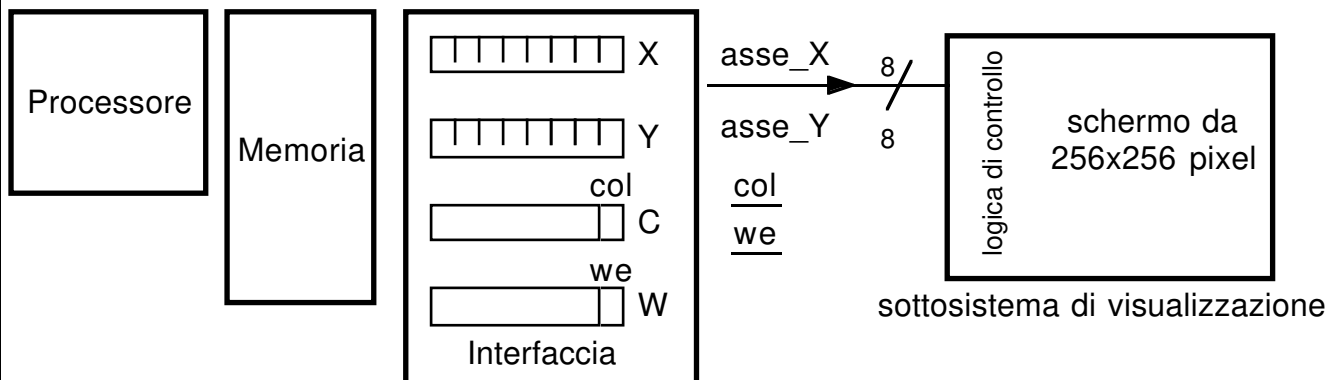 Processore
Memoria
X
Y
col
C
we
W
Interfaccia
asse_X
8
asse_Y
8
col
we
logica di controllo
schermo da
256x256 pixel
sottosistema di visualizzazione